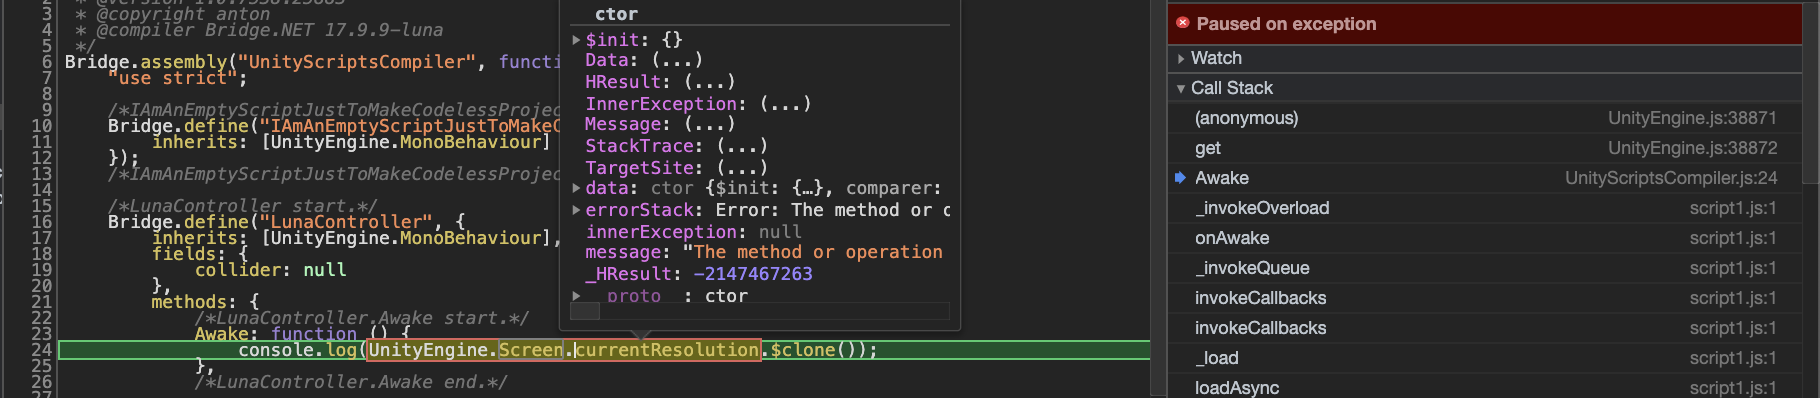 2
* @version 1.0.7538.25685
3 * @copyright anton
4 * @compiler Bridge.NET 17.9.9-luna
5 */
6 Bridge.assembly("UnityScriptsCompiler", functi
7 "use strict";
8
9 /*IAmAnEmptyScriptJustToMakeCodelessProjec
10 Bridge.define("IAmAnEmptyScriptJustToMakeC
11 inherits: [UnityEngine.MonoBehaviour]
12 });
13 /*IAmAnEmptyScriptJustToMakeCodelessProjec
14
15 /*LunaController start.*/
16 Bridge.define("LunaController", {
17 inherits: [UnityEngine.MonoBehaviour],
18 fields: {
19 collider: null
20 },
21 methods: {
22 /*LunaController.Awake start.*/
23 Awake: function () {
24 console.log(UnityEngine.Screen.currentResolution.$clone());
25 },
26 /*LunaController.Awake end.*/
27
ctor
$init: {}
Data: (...)
HResult: (...)
InnerException: (...)
Message: (...)
StackTrace: (...)
TargetSite: (...)
data: ctor {$init: {…}, comparer:
errorStack: Error: The method or o
innerException: null
message: "The method or operation
_HResult: -2147467263
__proto__: ctor
Paused on exception
Watch
Call Stack
(anonymous) UnityEngine.js:38871
get UnityEngine.js:38872
Awake UnityScriptsCompiler.js:24
_invokeOverload script1.js:1
onAwake script1.js:1
_invokeQueue script1.js:1
invokeCallbacks script1.js:1
invokeCallbacks script1.js:1
_load script1.js:1
loadAsync script1.js:1